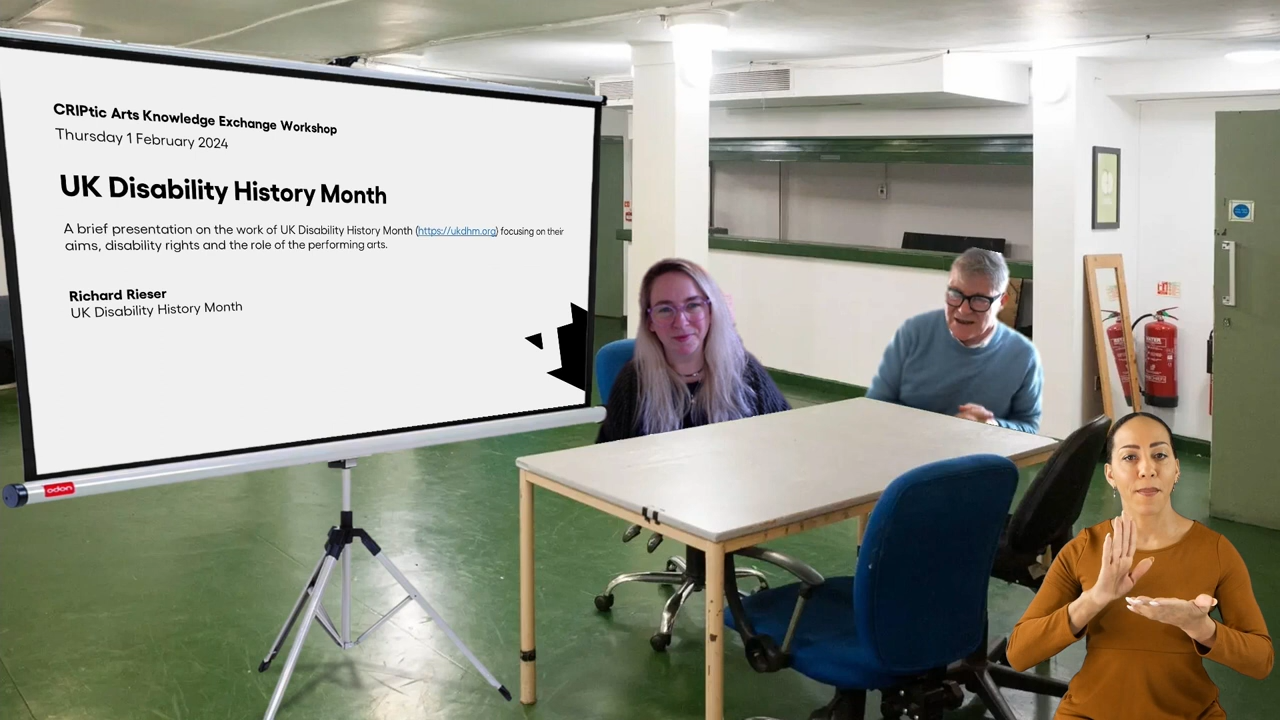 CRIPtic Arts Knowledge Exchange Workshop
Thursday 1 February 2024
UK Disability History Month
A brief presentation on the work of UK Disability History Month (https://ukdhm.org) focusing on their
aims, disability rights and the role of the performing arts.
Richard Rieser
UK Disability History Month
odon